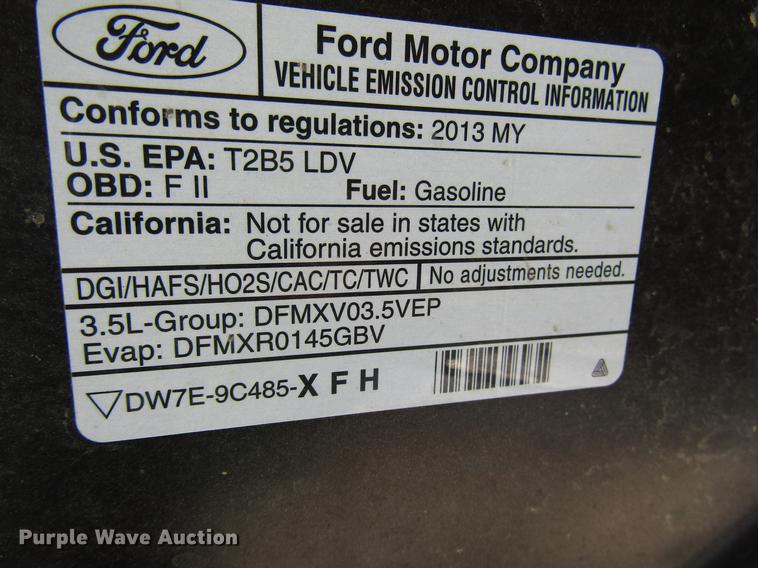 Ford
Ford Motor Company
VEHICLE EMISSION CONTROL INFORMATION
Conforms to regulations: 2013 MY
U.S. EPA: T2B5 LDV
OBD: F II Fuel: Gasoline
California: Not for sale in states with
California emissions standards.
DGI/HAFS/HO2S/CAC/TC/TWC No adjustments needed.
3.5L-Group: DFMXV03.5VEP
Evap: DFMXR0145GBV
DW7E-9C485-X F H
Purple Wave Auction